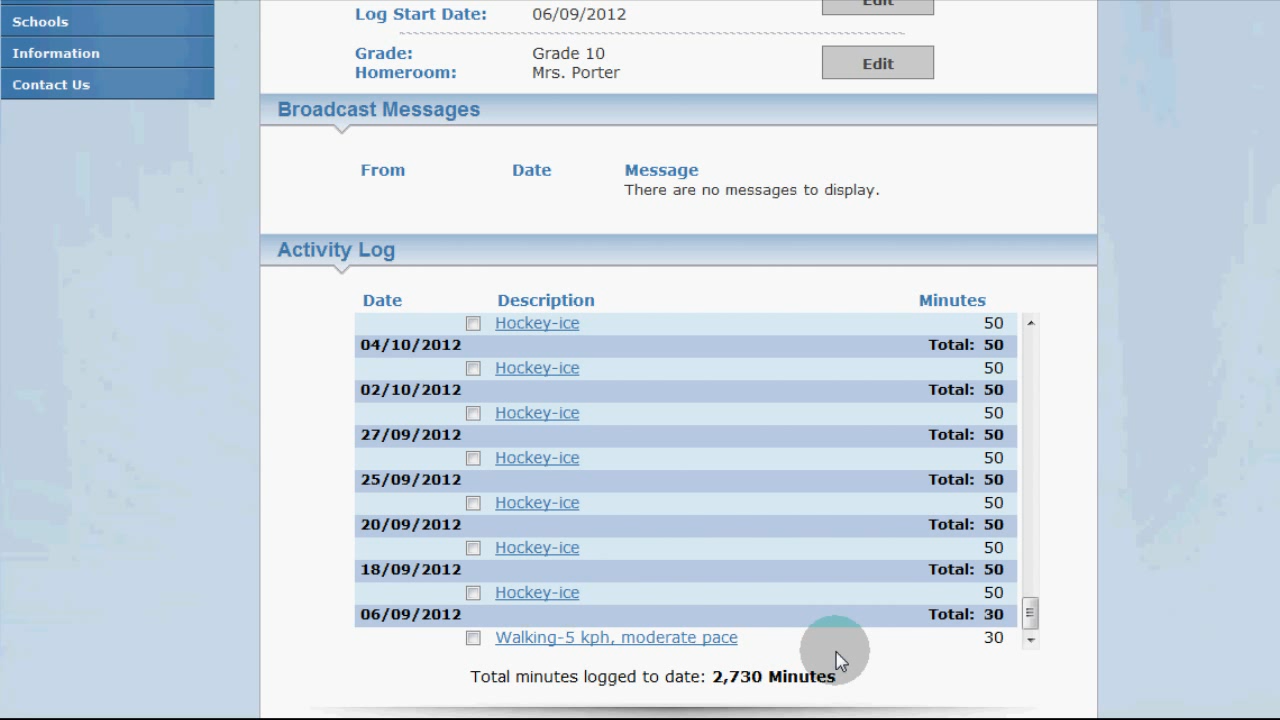 Schools
Information
Contact Us
Log Start Date: 06/09/2012
Edit
Grade: Grade 10
Homeroom: Mrs. Porter
Edit
Broadcast Messages
From Date Message
There are no messages to display.
Activity Log
Date Description Minutes
Hockey-ice 50
04/10/2012 Total: 50
Hockey-ice 50
02/10/2012 Total: 50
Hockey-ice 50
27/09/2012 Total: 50
Hockey-ice 50
25/09/2012 Total: 50
Hockey-ice 50
20/09/2012 Total: 50
Hockey-ice 50
18/09/2012 Total: 50
Hockey-ice 50
06/09/2012 Total: 30
Walking-5 kph, moderate pace 30
Total minutes logged to date: 2,730 Minutes